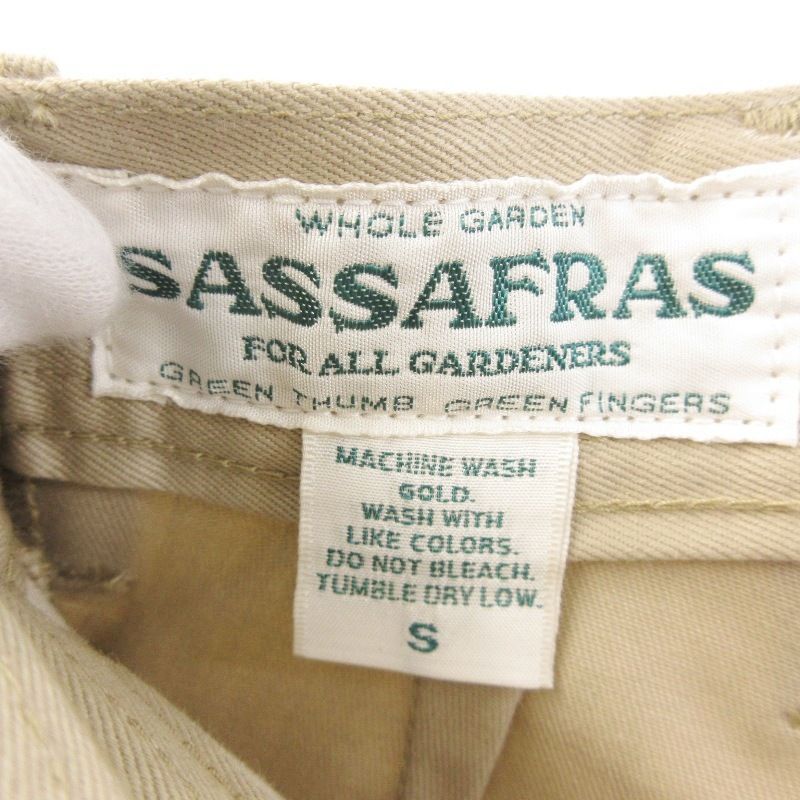 WHOLE GARDEN
SASSAFRAS
FOR ALL GARDENERS
GREEN THUMB GREEN FINGERS
MACHINE WASH
GOLD.
WASH WITH
LIKE COLORS.
DO NOT BLEACH.
TUMBLE DRY LOW.
S